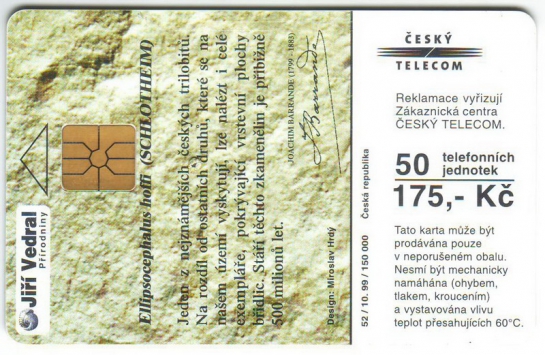 Jiří Vedral
Přírodniny
Ellipsocephalus hoffi (SCHLOTHEIM)
Jeden z nejznámějších českých trilobitů.
Na rozdíl od ostatních druhů, které se na
našem území vyskytují, lze nalézt i celé
exempláře, pokrývající vrstevní plochy
břidlic. Stáří těchto zkamenělin je přibližně
500 milionů let.
JOACHIM BARRANDE (1799 - 1883)
J Barrande
Design: Miroslav Hrdý
52 / 10. 99 / 150 000 Česká republika
ČESKÝ
TELECOM
Reklamace vyřizují
Zákaznická centra
ČESKÝ TELECOM.
50 telefonních
jednotek
175,- Kč
Tato karta může být
prodávána pouze
v neporušeném obalu.
Nesmí být mechanicky
namáhána (ohybem,
tlakem, kroucením)
a vystavována vlivu
teplot přesahujících 60°C.